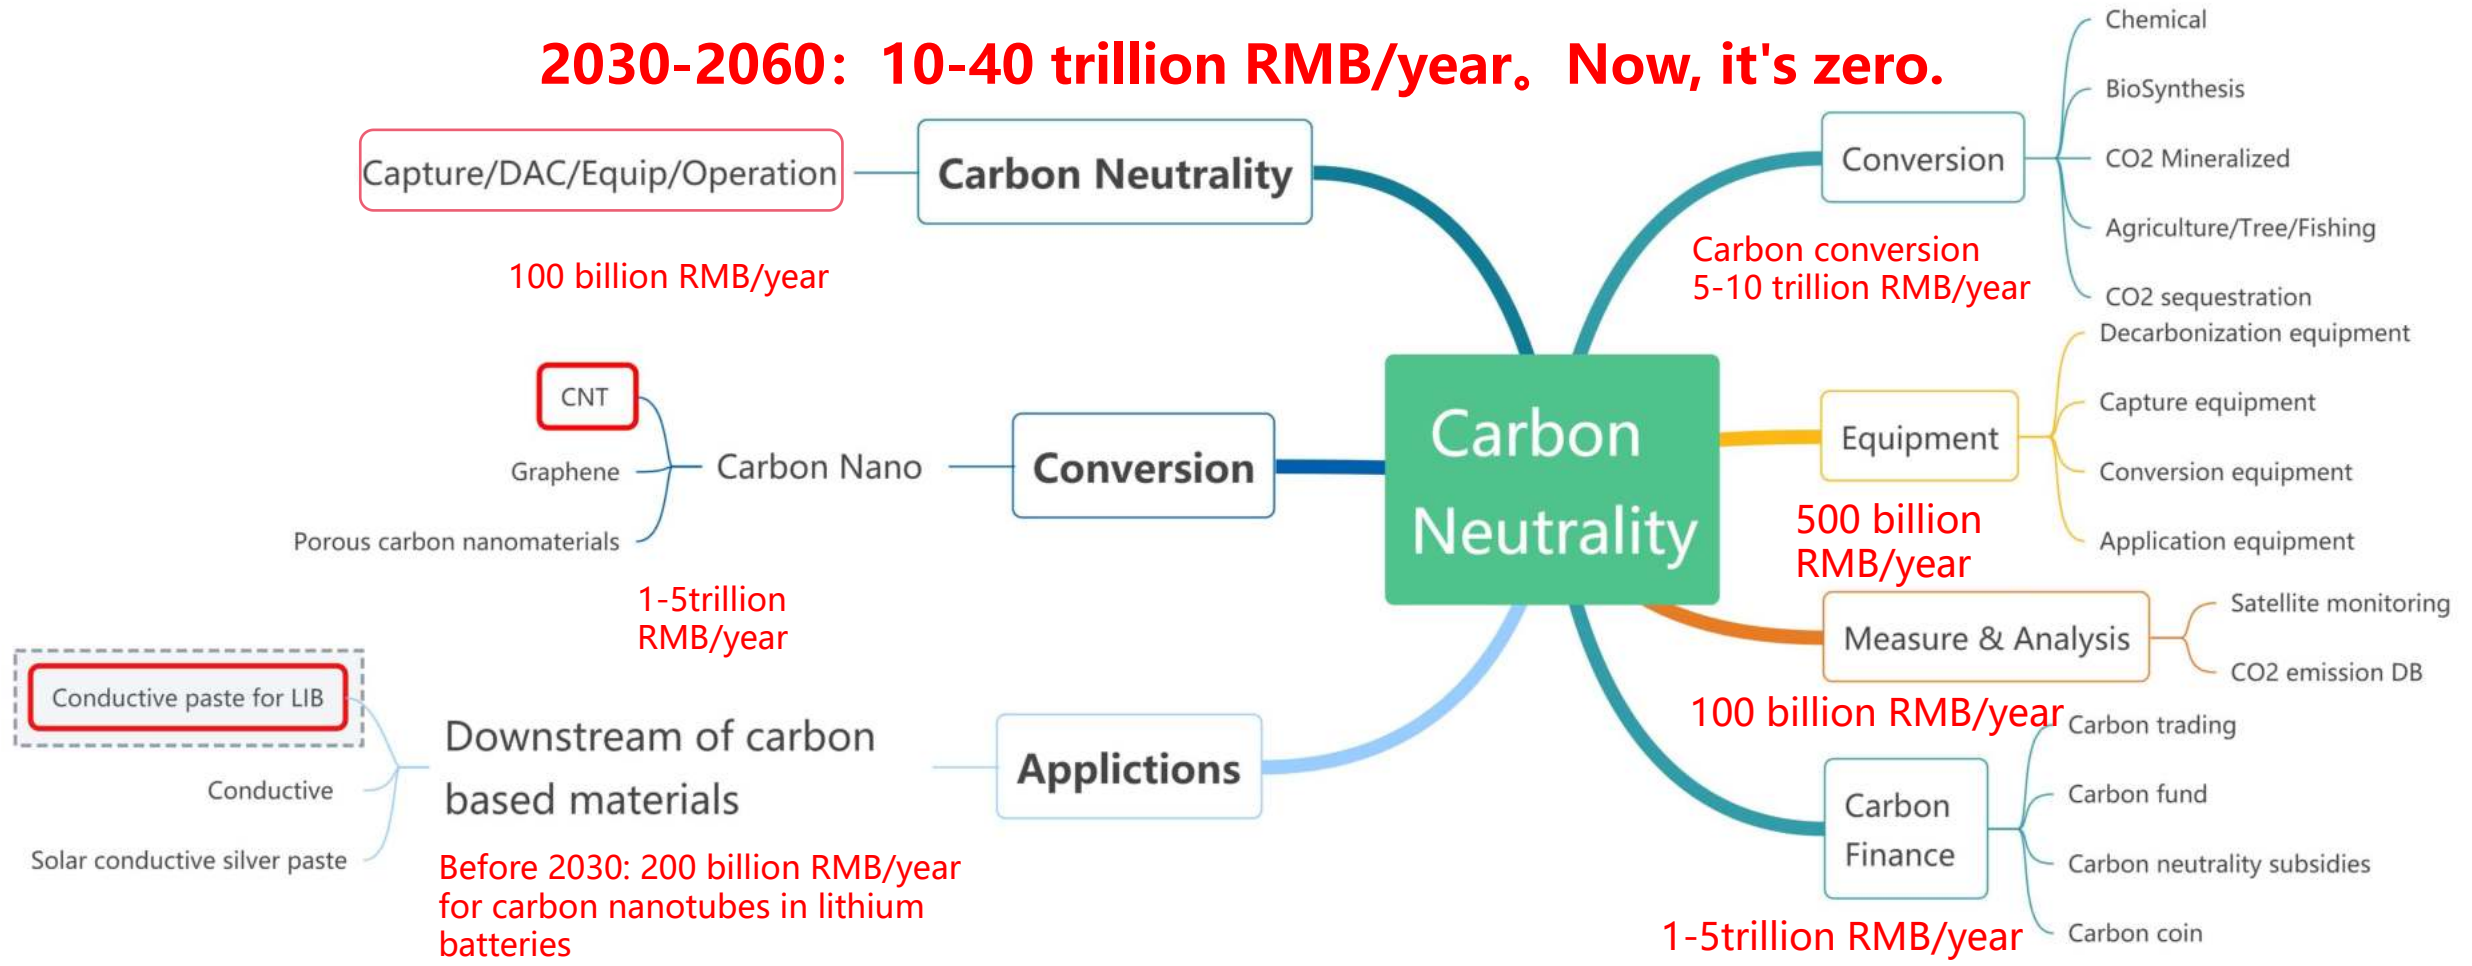 2030-2060：10-40 trillion RMB/year。Now, it's zero.
Capture/DAC/Equip/Operation
Carbon Neutrality
100 billion RMB/year
CNT
Graphene
Porous carbon nanomaterials
Carbon Nano
Conversion
1-5trillion
RMB/year
Conductive paste for LIB
Conductive
Solar conductive silver paste
Downstream of carbon
based materials
Applictions
Before 2030: 200 billion RMB/year
for carbon nanotubes in lithium
batteries
Carbon
Neutrality
Conversion
Chemical
BioSynthesis
CO2 Mineralized
Agriculture/Tree/Fishing
CO2 sequestration
Carbon conversion
5-10 trillion RMB/year
Equipment
Decarbonization equipment
Capture equipment
Conversion equipment
Application equipment
500 billion
RMB/year
Measure & Analysis
Satellite monitoring
CO2 emission DB
100 billion RMB/year
Carbon
Finance
Carbon trading
Carbon fund
Carbon neutrality subsidies
Carbon coin
1-5trillion RMB/year